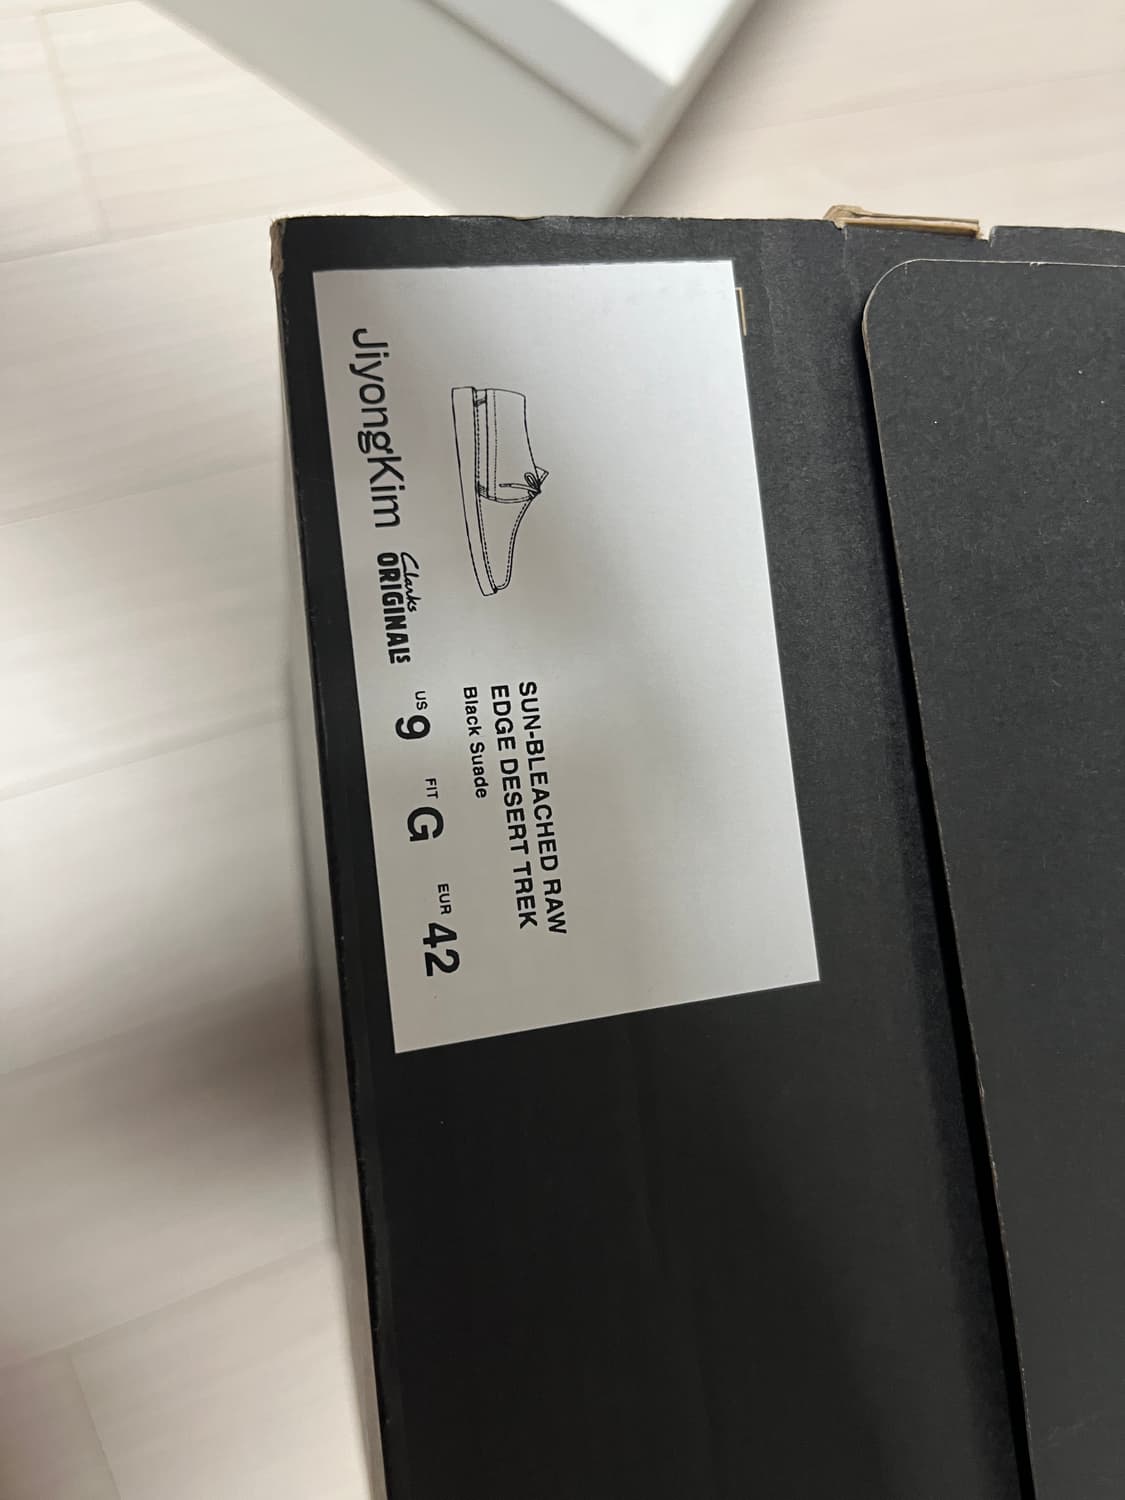 SUN-BLEACHED RAW
EDGE DESERT TREK
Black Suade
JiyongKim Clarks ORIGINALS US 9 FIT G EUR 42